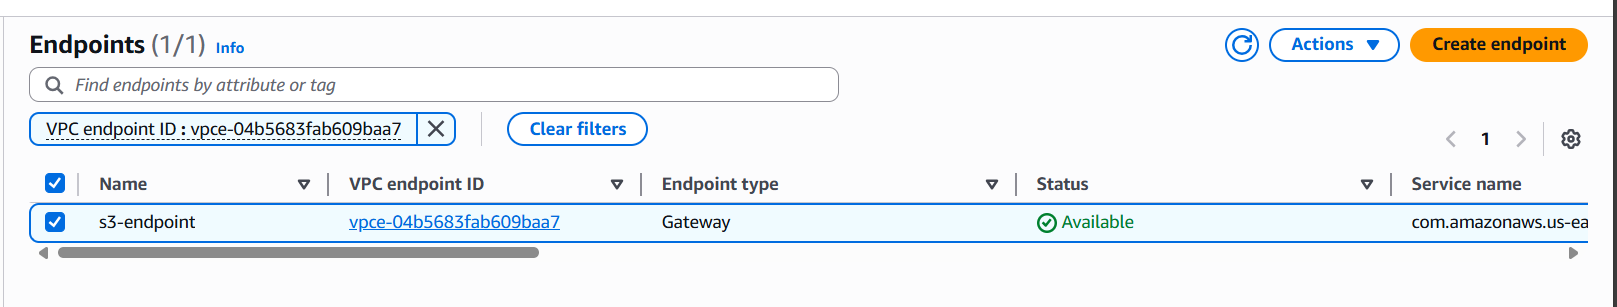 Endpoints (1/1) Info
Actions
Create endpoint
Find endpoints by attribute or tag
VPC endpoint ID : vpce-04b5683fab609baa7
Clear filters
1
Name VPC endpoint ID Endpoint type Status Service name
s3-endpoint vpce-04b5683fab609baa7 Gateway Available com.amazonaws.us-ea